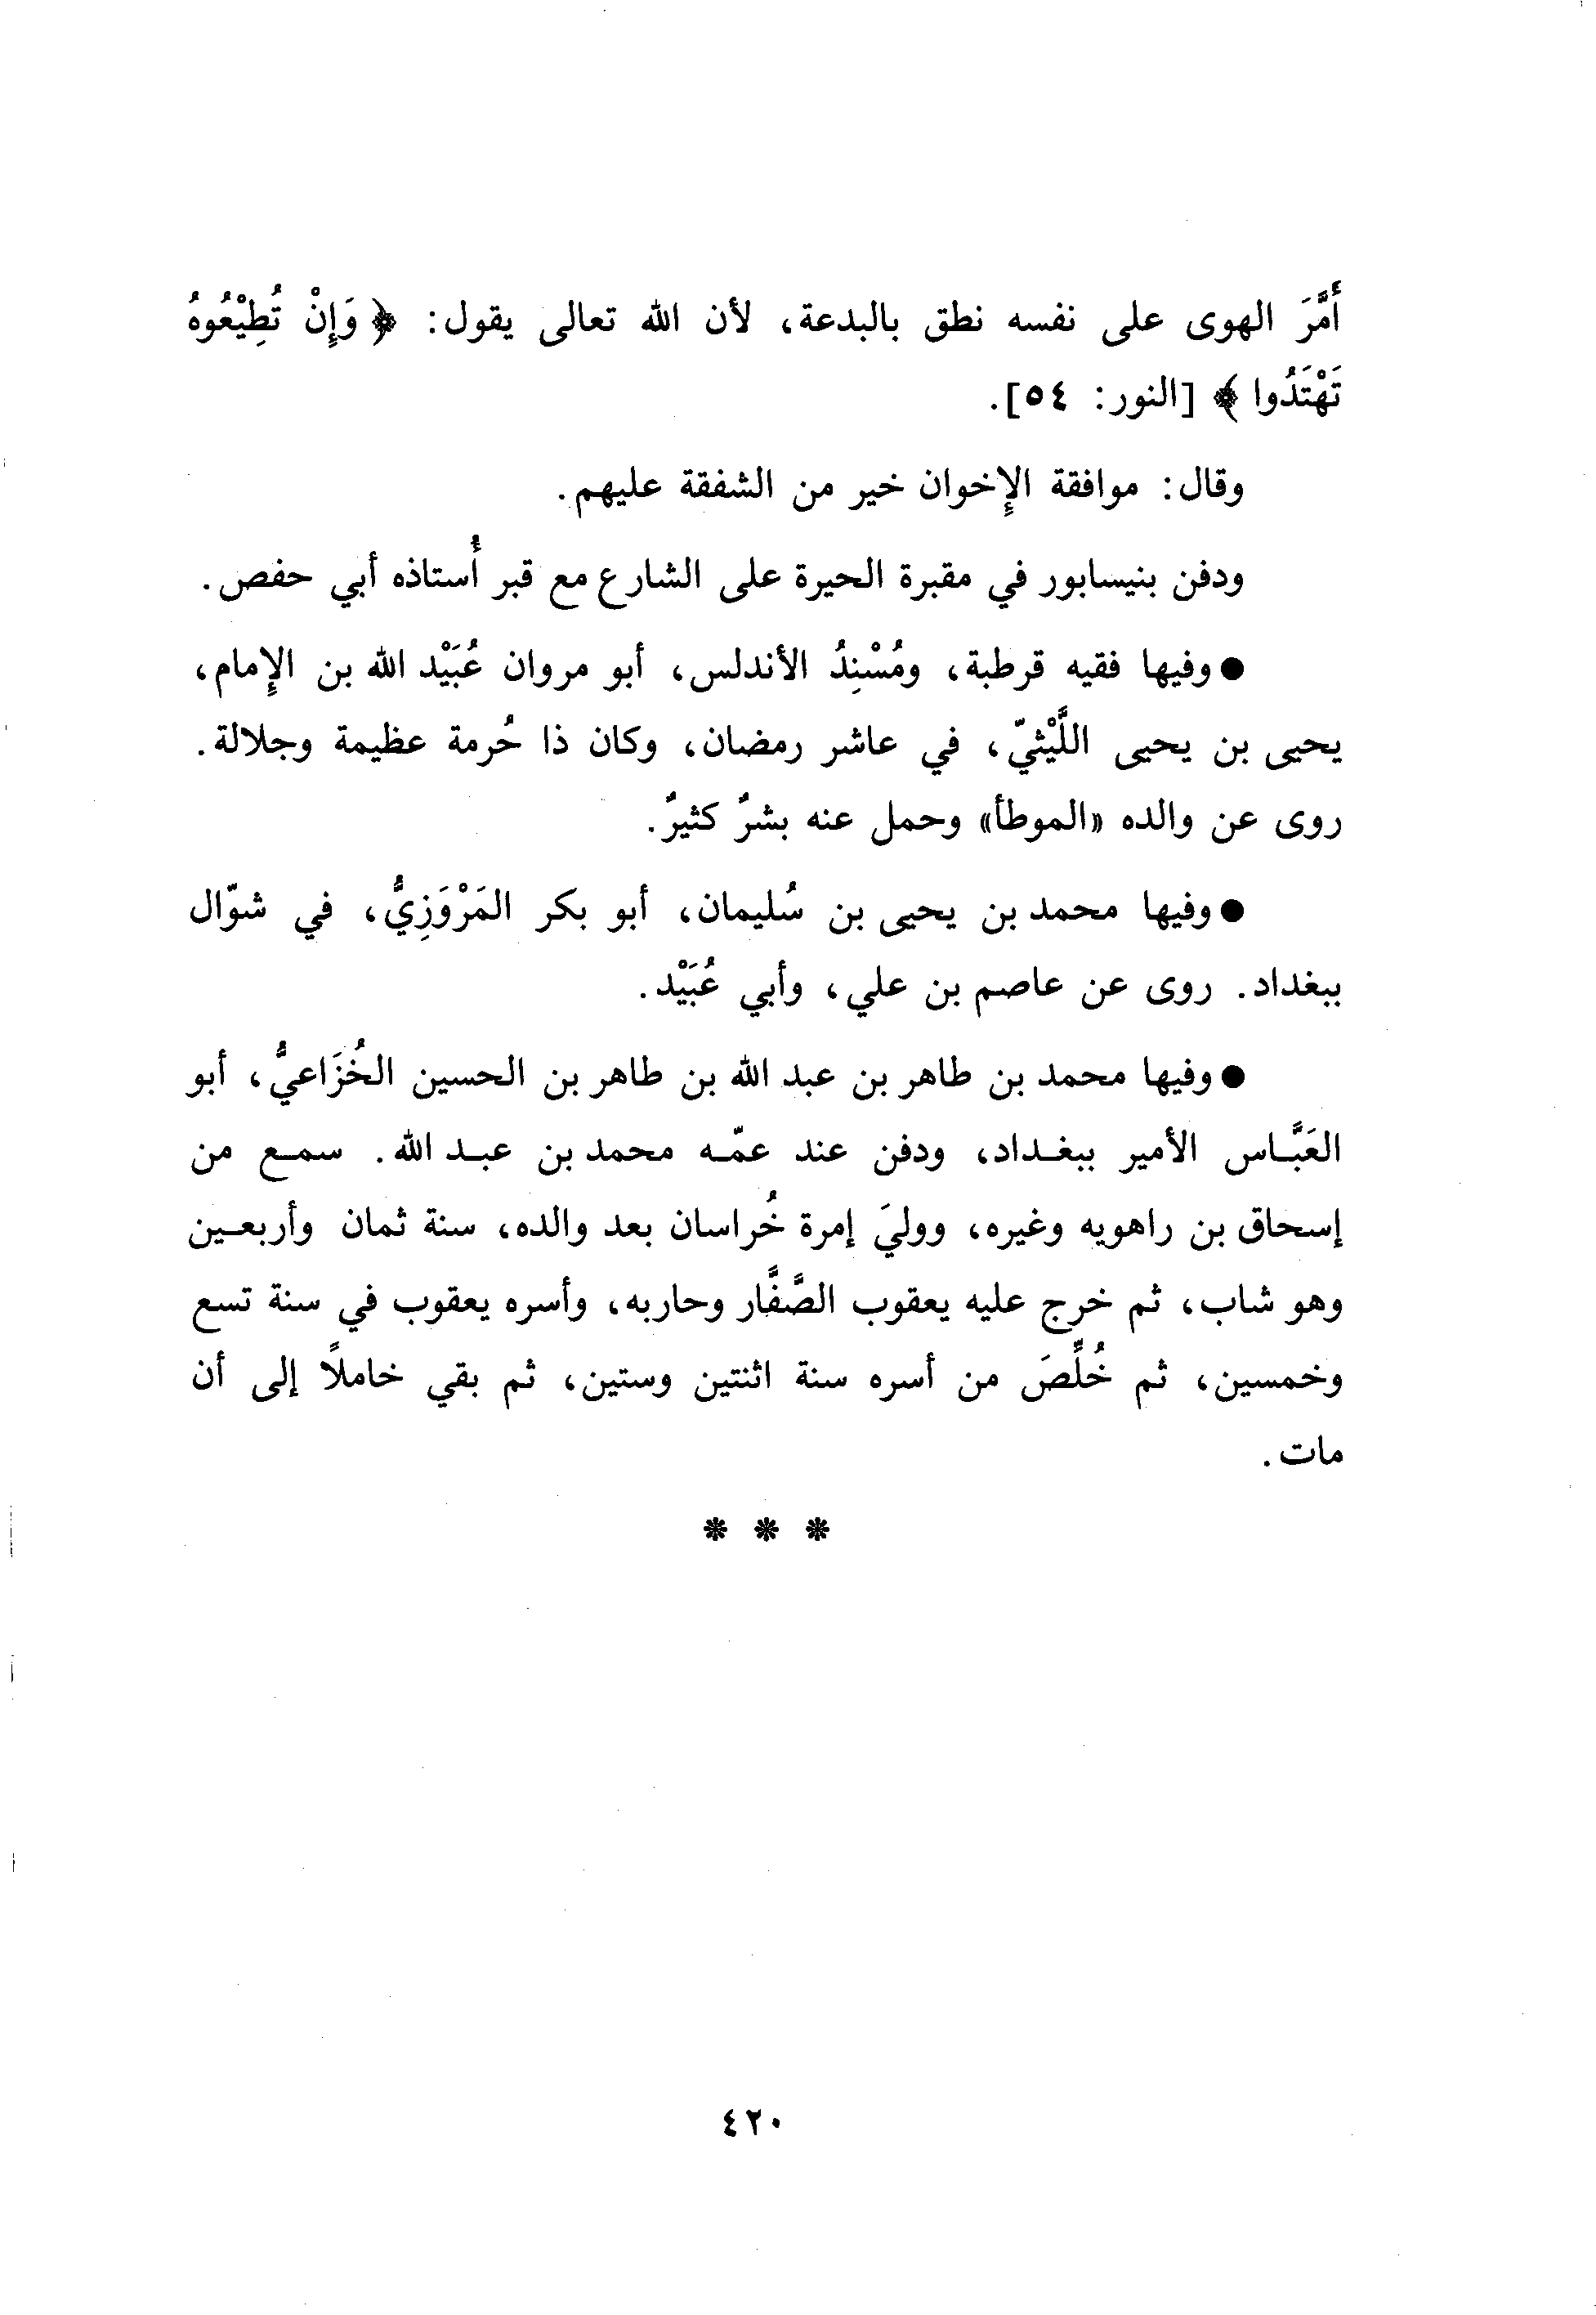 أَمَّرَ الهوى على نفسه نطق بالبدعة، لأن الله تعالى يقول: ﴿ وَإِنْ تُطِيْعُوهُ
تَهْتَدُوا ﴾ [النور: ٥٤].
وقال: موافقة الإِخوان خير من الشفقة عليهم.
ودفن بنيسابور في مقبرة الحيرة على الشارع مع قبر أُستاذه أبي حفص.
● وفيها فقيه قرطبة، ومُسْنِدُ الأندلس، أبو مروان عُبَيْد الله بن الإِمام،
يحيى بن يحيى اللَّيْثيّ، في عاشر رمضان، وكان ذا حُرمة عظيمة وجلالة.
روى عن والده «الموطأ» وحمل عنه بشرٌ كثيرٌ.
● وفيها محمد بن يحيى بن سُليمان، أبو بكر المَرْوَزِيُّ، في شوّال
ببغداد. روى عن عاصم بن علي، وأبي عُبَيْد.
● وفيها محمد بن طاهر بن عبد الله بن طاهر بن الحسين الخُزَاعيُّ، أبو
العَبَّاس الأمير ببغداد، ودفن عند عمّه محمد بن عبد الله. سمع من
إسحاق بن راهويه وغيره، ووليَ إمرة خُراسان بعد والده، سنة ثمان وأربعين
وهو شاب، ثم خرج عليه يعقوب الصَّفَّار وحاربه، وأسره يعقوب في سنة تسع
وخمسين، ثم خُلِّصَ من أسره سنة اثنتين وستين، ثم بقي خاملاً إلى أن
مات.
* * *
٤٢٠